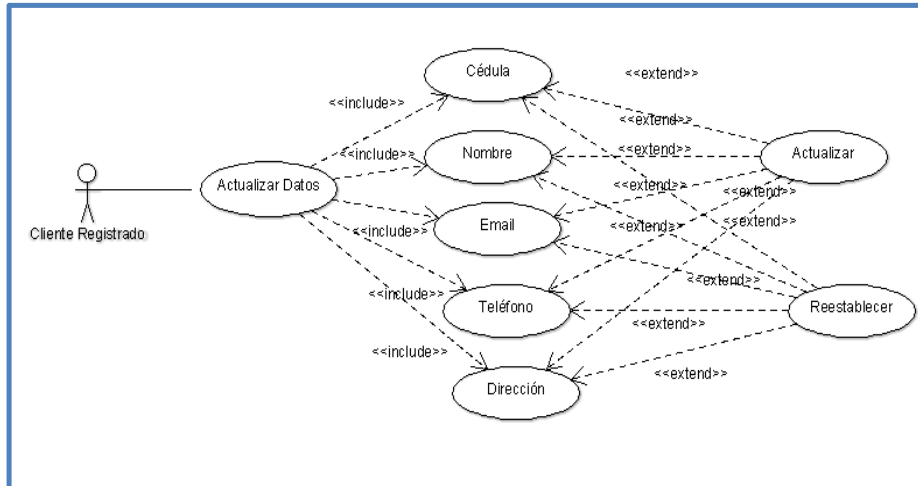 Cédula
<<extend>>
<<include>>
<<extend>>
<<include>>
Nombre
<<extend>>
Actualizar
Actualizar Datos
<<extend>>
<<extend>>
Cliente Registrado
<<include>>
Email
<<extend>>
<<extend>>
<<extend>>
<<include>>
Teléfono
Reestablecer
<<extend>>
<<include>>
<<extend>>
Dirección